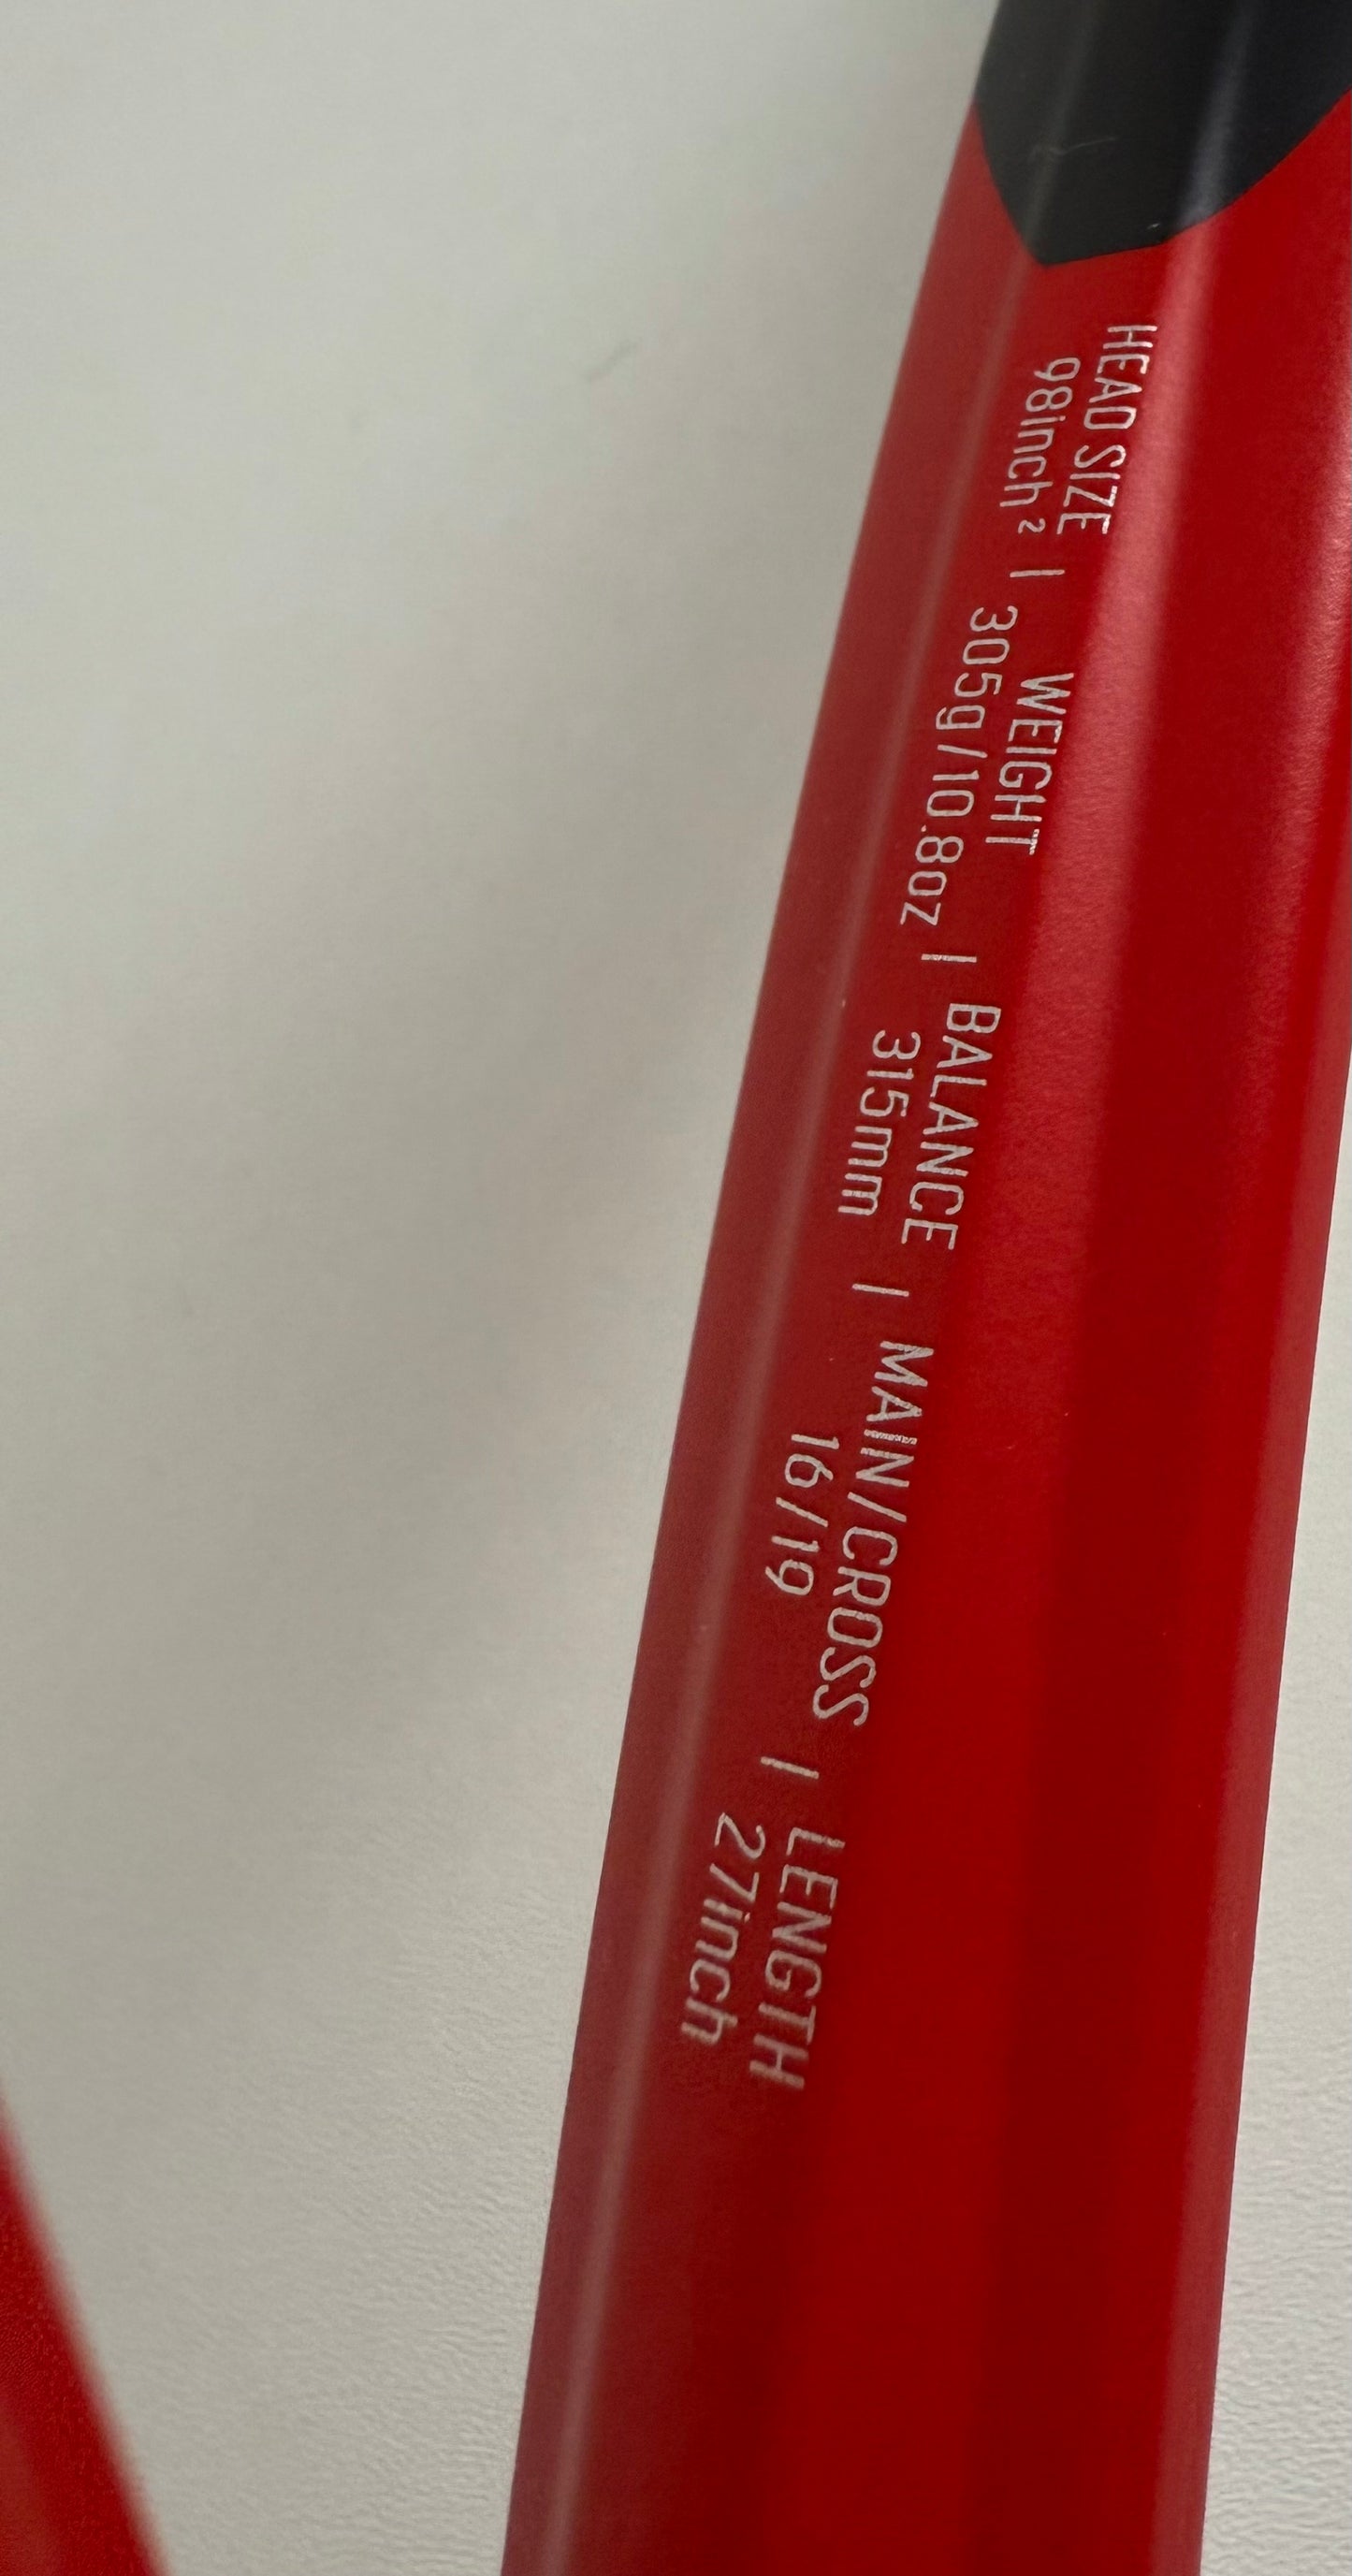 HEAD SIZE | WEIGHT | BALANCE | MAIN/CROSS | LENGTH
98inch² | 305g/10.8oz | 315mm | 16/19 | 27inch